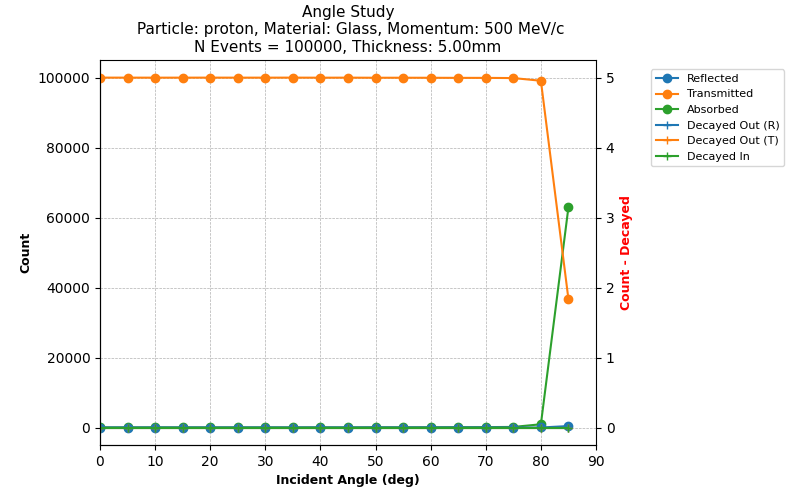 Angle Study
Particle: proton, Material: Glass, Momentum: 500 MeV/c
N Events = 100000, Thickness: 5.00mm
100000
80000
60000
40000
20000
0
Count
5
4
3
2
1
0
Count - Decayed
0 10 20 30 40 50 60 70 80 90
Incident Angle (deg)
Reflected
Transmitted
Absorbed
Decayed Out (R)
Decayed Out (T)
Decayed In